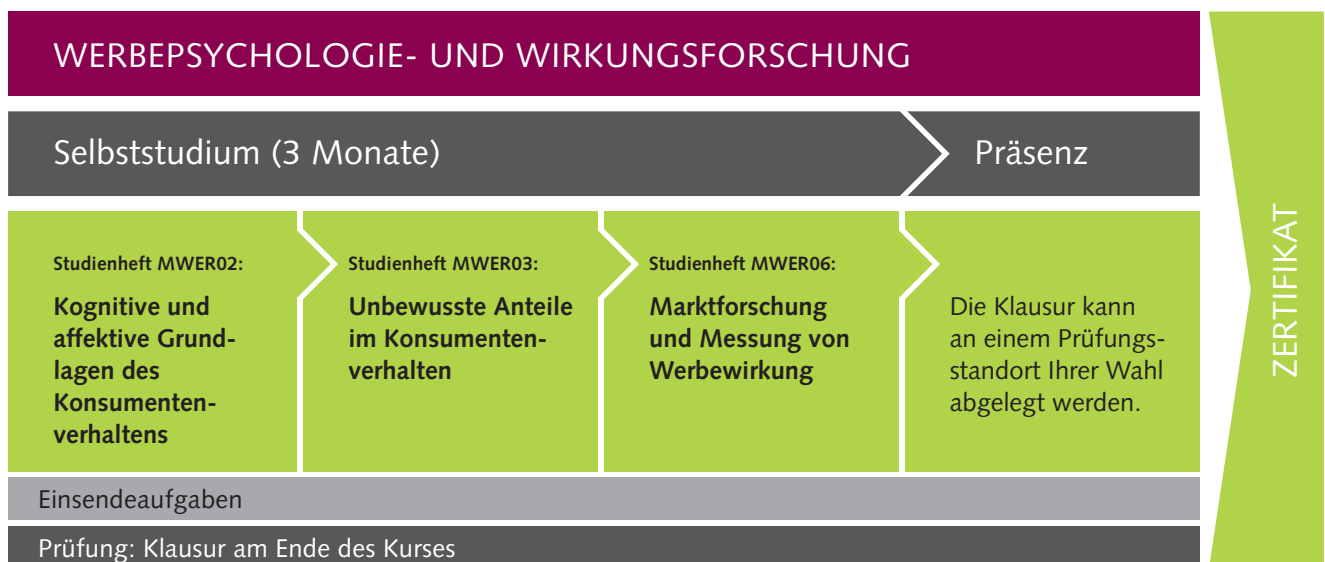 WERBEPSYCHOLOGIE- UND WIRKUNGSFORSCHUNG
Selbststudium (3 Monate)
Präsenz
Studienheft MWER02:
Kognitive und
affektive Grund-
lagen des
Konsumenten-
verhaltens
Studienheft MWER03:
Unbewusste Anteile
im Konsumenten-
verhalten
Studienheft MWER06:
Marktforschung
und Messung von
Werbewirkung
Die Klausur kann
an einem Prüfungs-
standort Ihrer Wahl
abgelegt werden.
Einsendeaufgaben
Prüfung: Klausur am Ende des Kurses
ZERTIFIKAT